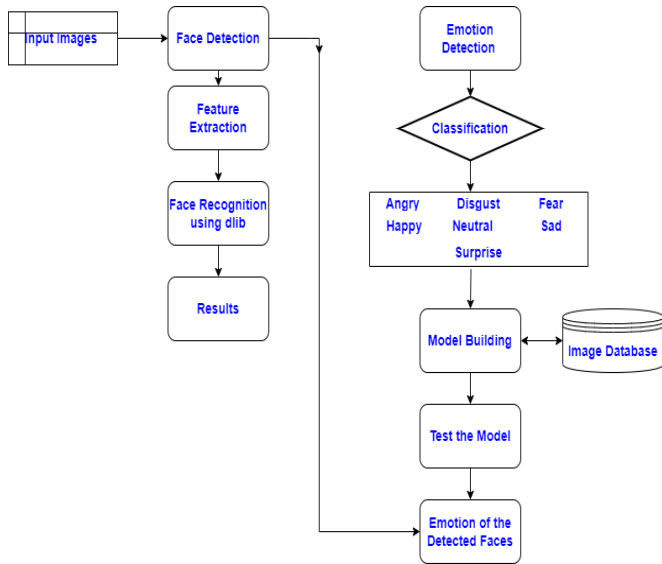 Input Images
Face Detection
Feature
Extraction
Face Recognition
using dlib
Results
Emotion
Detection
Classification
Angry Disgust Fear
Happy Neutral Sad
Surprise
Model Building
Image Database
Test the Model
Emotion of the
Detected Faces